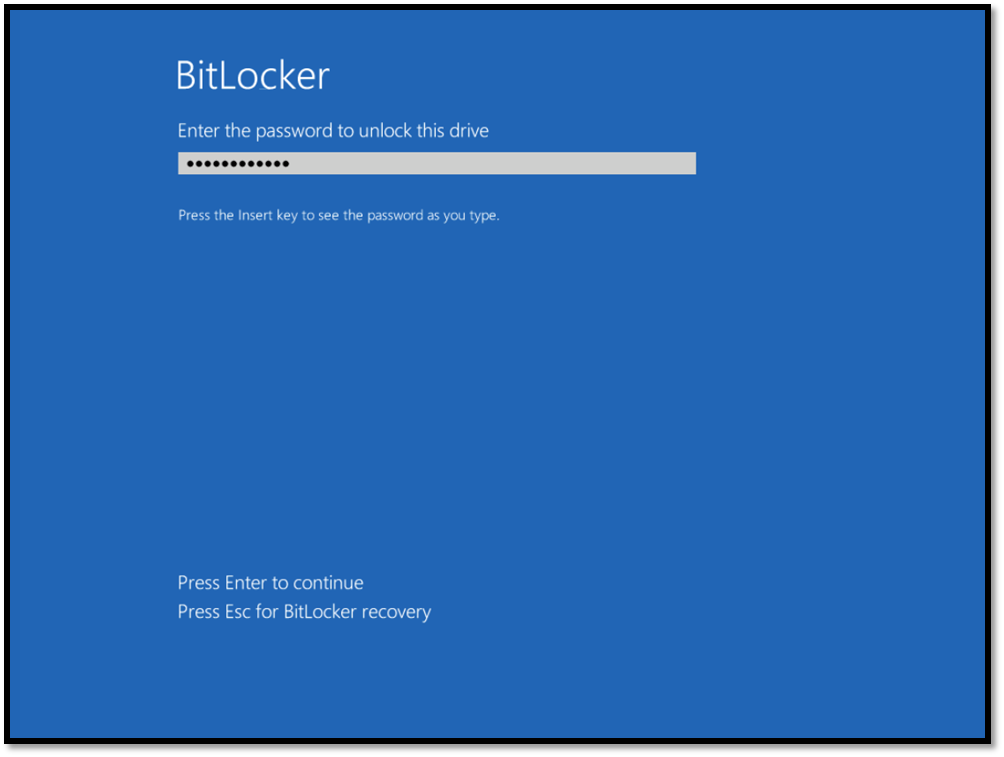 BitLocker
Enter the password to unlock this drive
••••••••••••
Press the Insert key to see the password as you type.
Press Enter to continue
Press Esc for BitLocker recovery